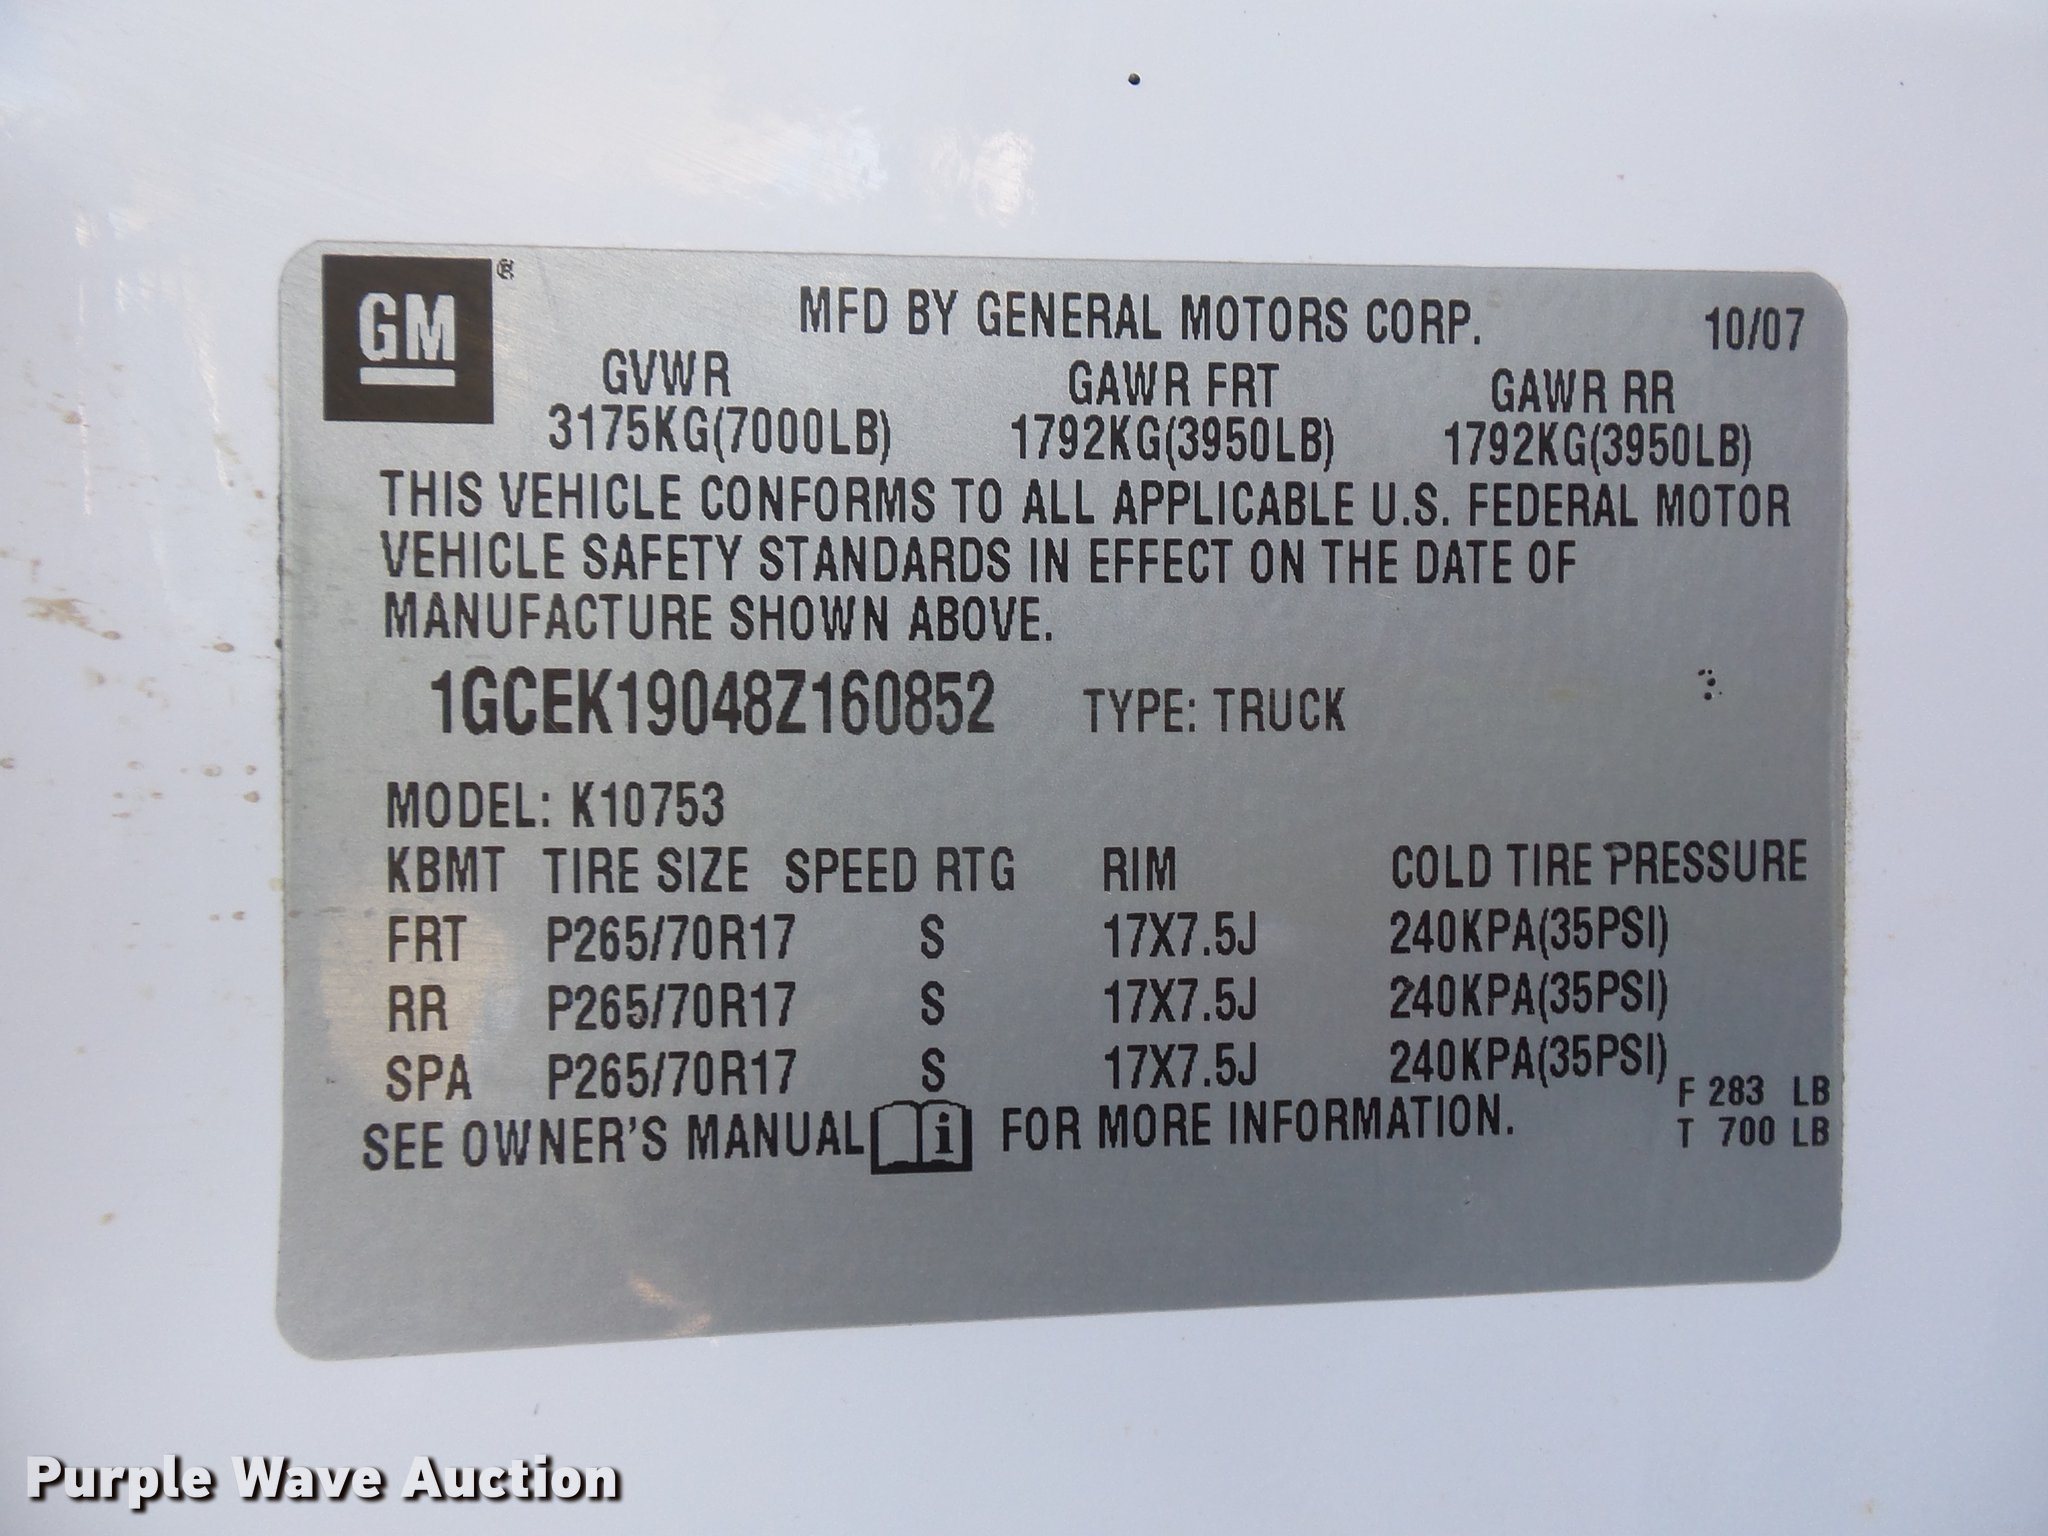 GM ®
MFD BY GENERAL MOTORS CORP. 10/07
GVWR GAWR FRT GAWR RR
3175KG(7000LB) 1792KG(3950LB) 1792KG(3950LB)
THIS VEHICLE CONFORMS TO ALL APPLICABLE U.S. FEDERAL MOTOR
VEHICLE SAFETY STANDARDS IN EFFECT ON THE DATE OF
MANUFACTURE SHOWN ABOVE.
1GCEK19048Z160852 TYPE: TRUCK
MODEL: K10753
KBMT TIRE SIZE SPEED RTG RIM COLD TIRE PRESSURE
FRT P265/70R17 S 17X7.5J 240KPA(35PSI)
RR P265/70R17 S 17X7.5J 240KPA(35PSI)
SPA P265/70R17 S 17X7.5J 240KPA(35PSI)
F 283 LB
SEE OWNER'S MANUAL i FOR MORE INFORMATION. T 700 LB
Purple Wave Auction